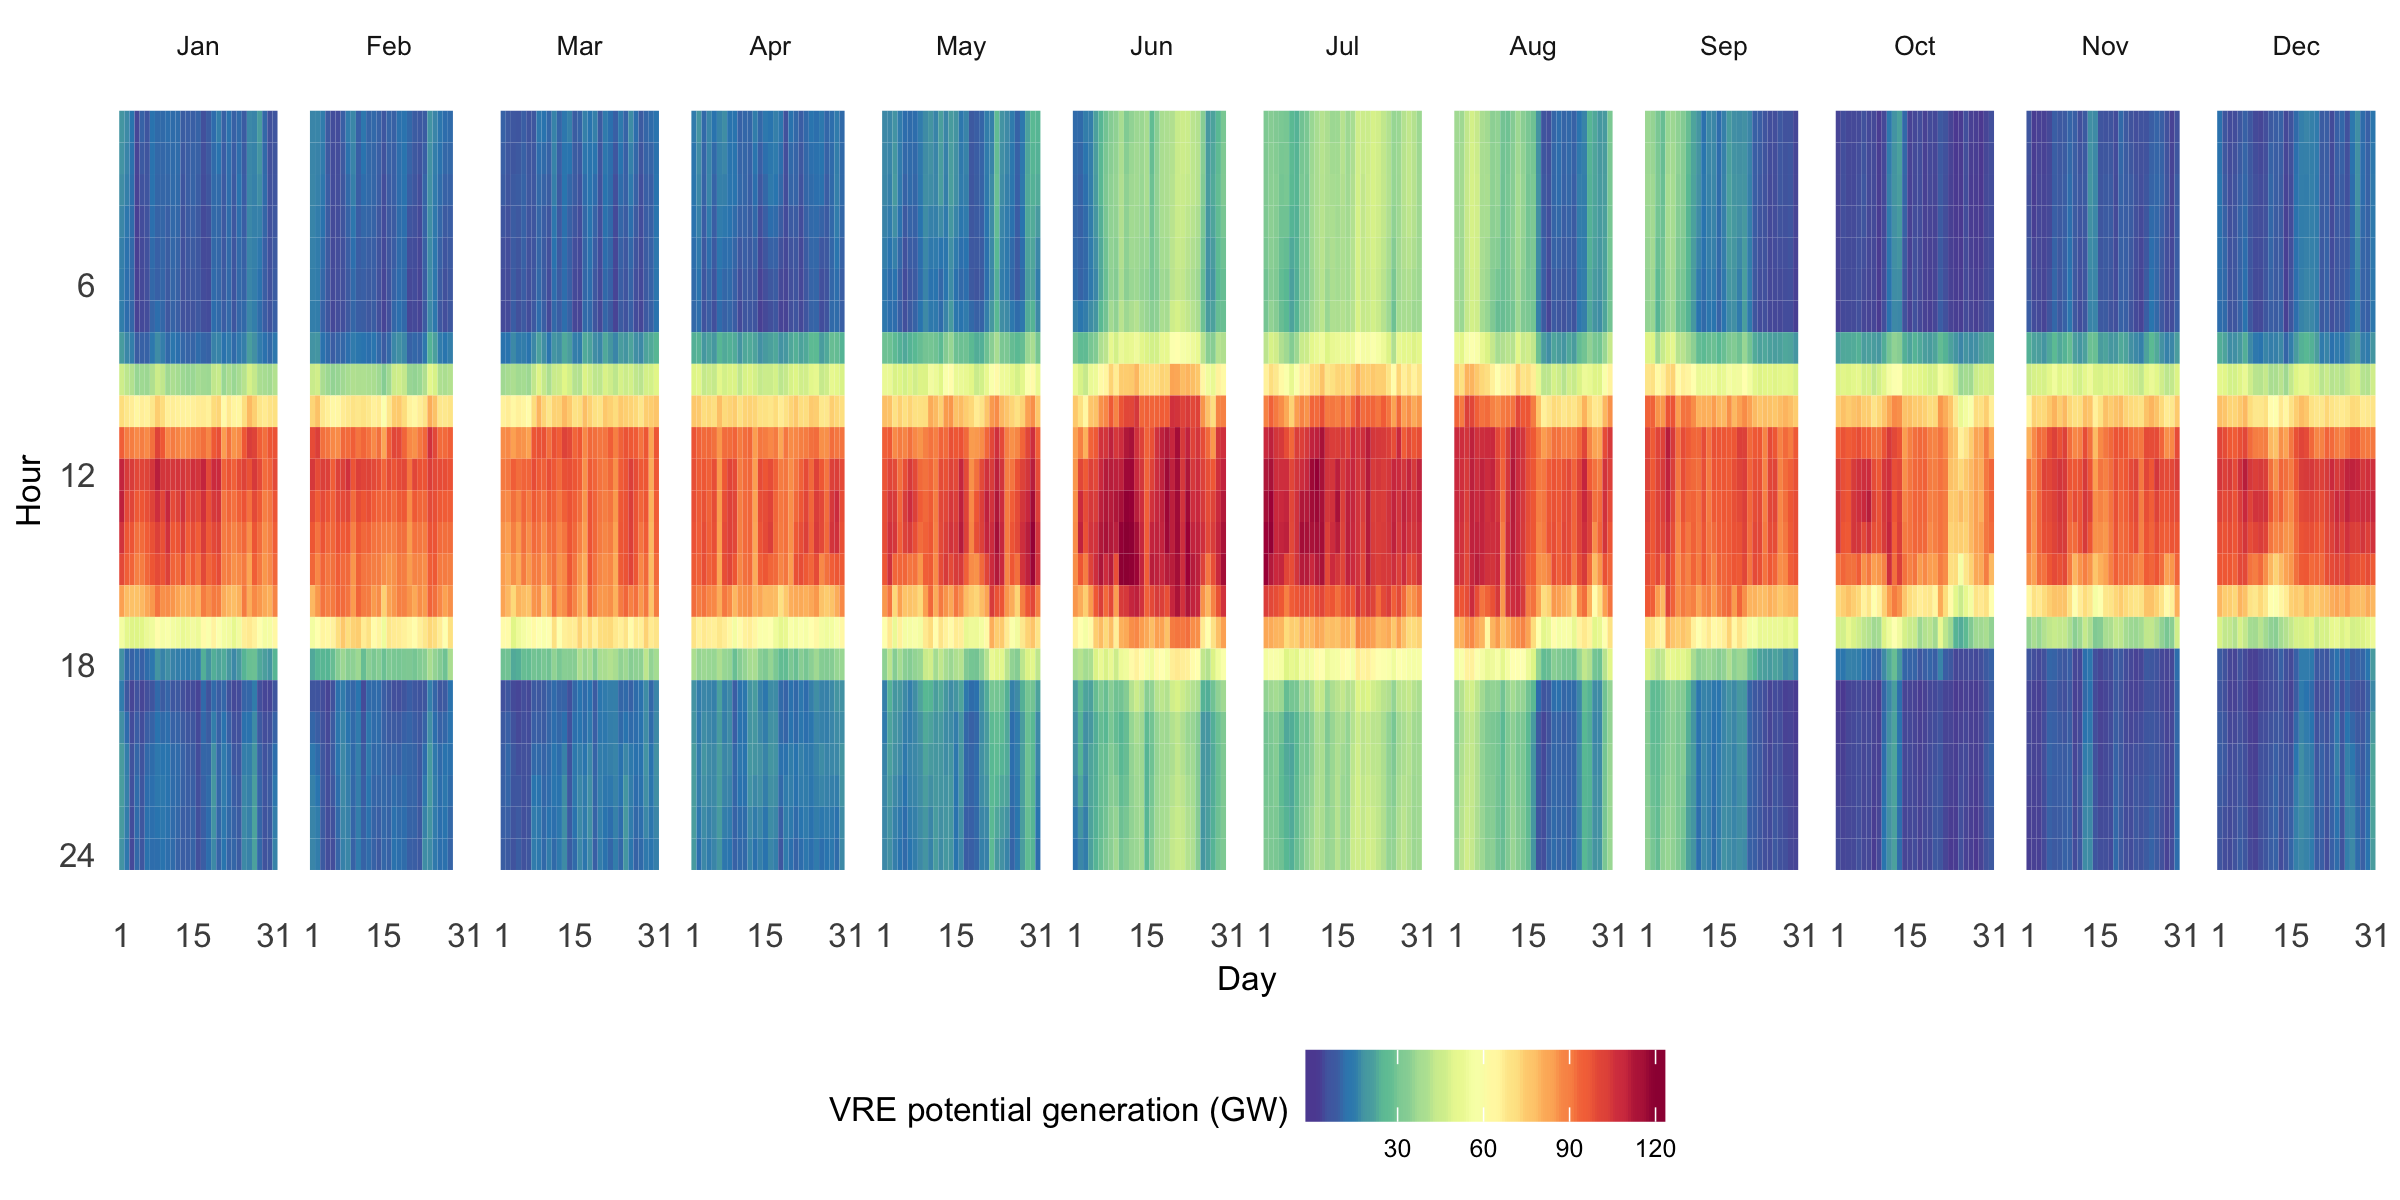 Jan Feb Mar Apr May Jun Jul Aug Sep Oct Nov Dec
Hour
6
12
18
24
1 15 31 1 15 31 1 15 31 1 15 31 1 15 31 1 15 31 1 15 31 1 15 31 1 15 31 1 15 31 1 15 31 1 15 31
Day
VRE potential generation (GW)
30 60 90 120